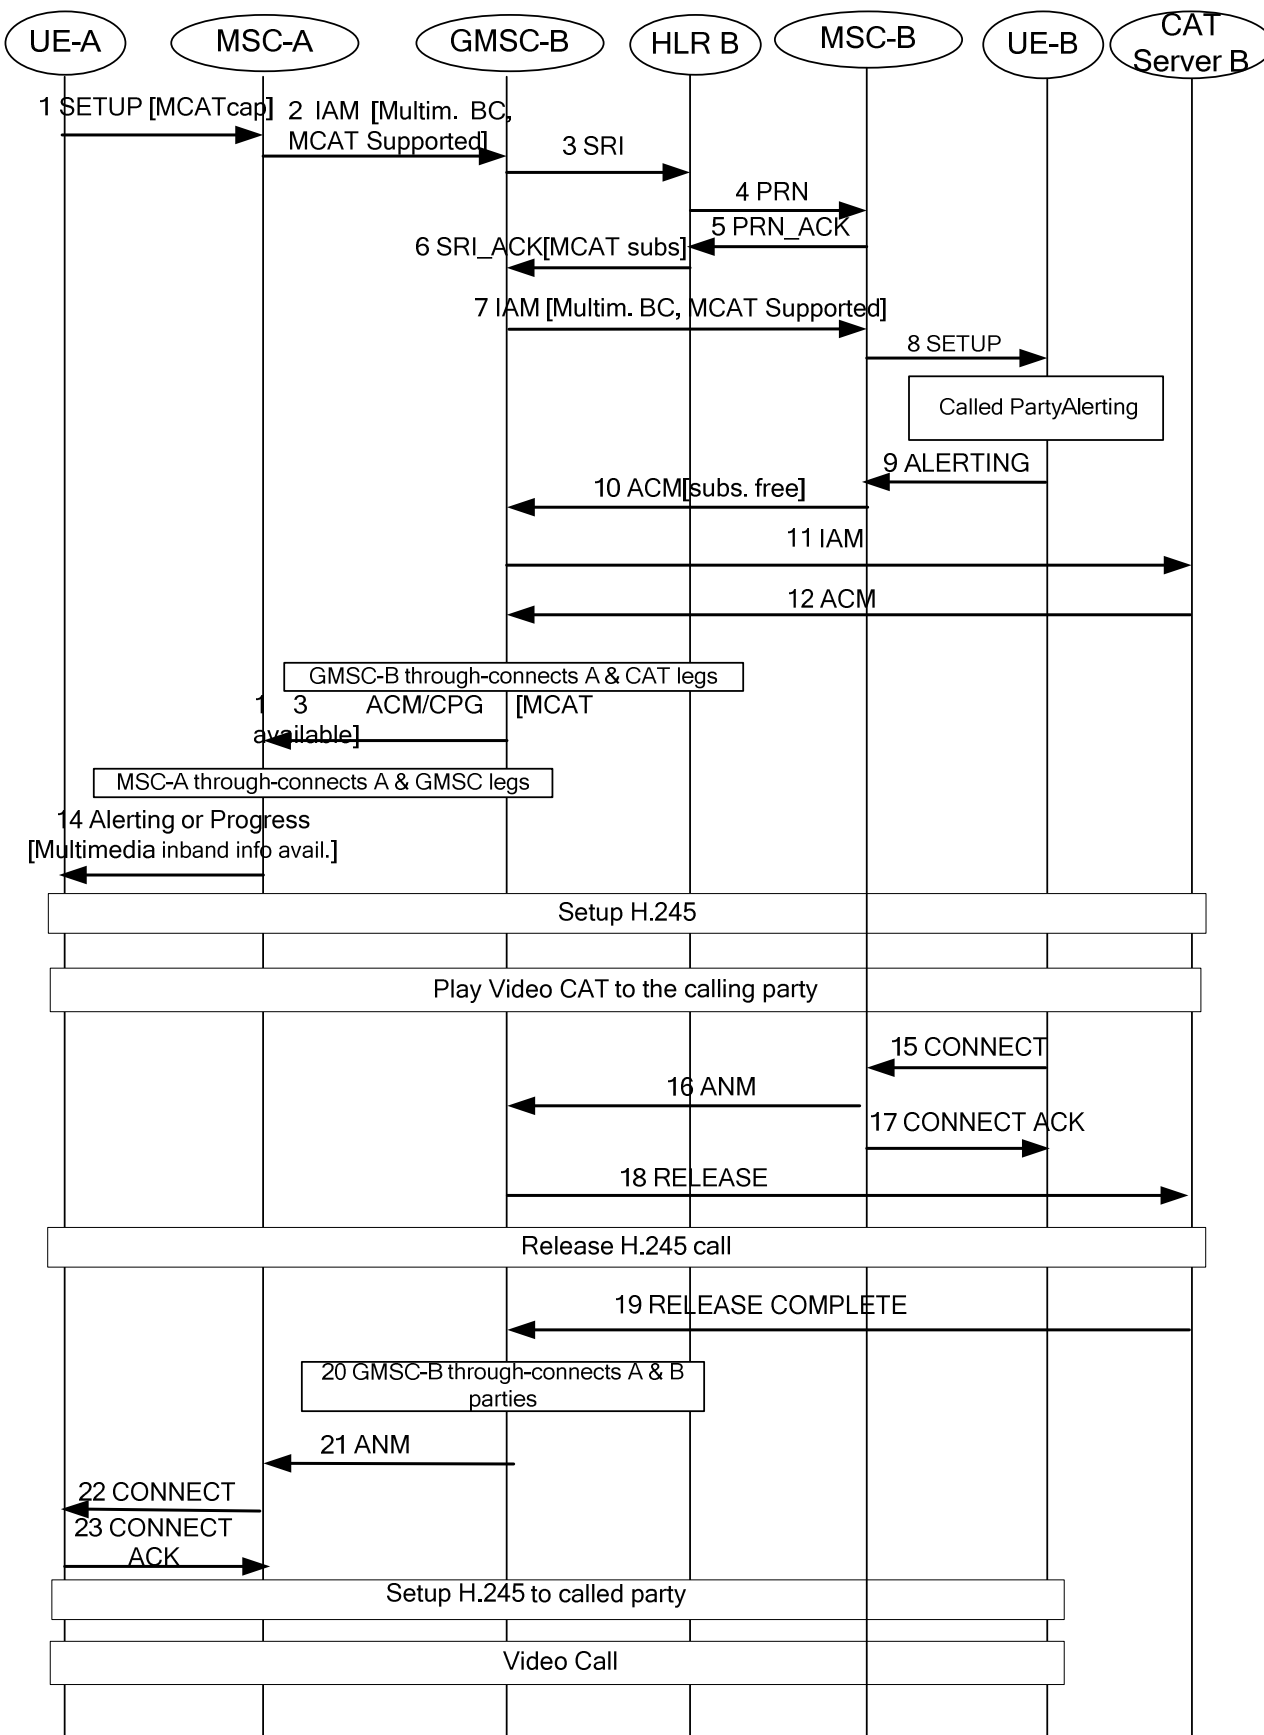 UE-A
MSC-A
GMSC-B
HLR B
MSC-B
UE-B
CAT
Server B
1 SETUP [MCATcap]
2 IAM [Multim. BC,
MCAT Supported]
3 SRI
4 PRN
5 PRN_ACK
6 SRI_ACK[MCAT subs]
7 IAM [Multim. BC, MCAT Supported]
8 SETUP
Called PartyAlerting
9 ALERTING
10 ACM[subs. free]
11 IAM
12 ACM
GMSC-B through-connects A & CAT legs
1 3 ACM/CPG [MCAT
available]
MSC-A through-connects A & GMSC legs
14 Alerting or Progress
[Multimedia inband info avail.]
Setup H.245
Play Video CAT to the calling party
15 CONNECT
16 ANM
17 CONNECT ACK
18 RELEASE
Release H.245 call
19 RELEASE COMPLETE
20 GMSC-B through-connects A & B
parties
21 ANM
22 CONNECT
23 CONNECT
ACK
Setup H.245 to called party
Video Call